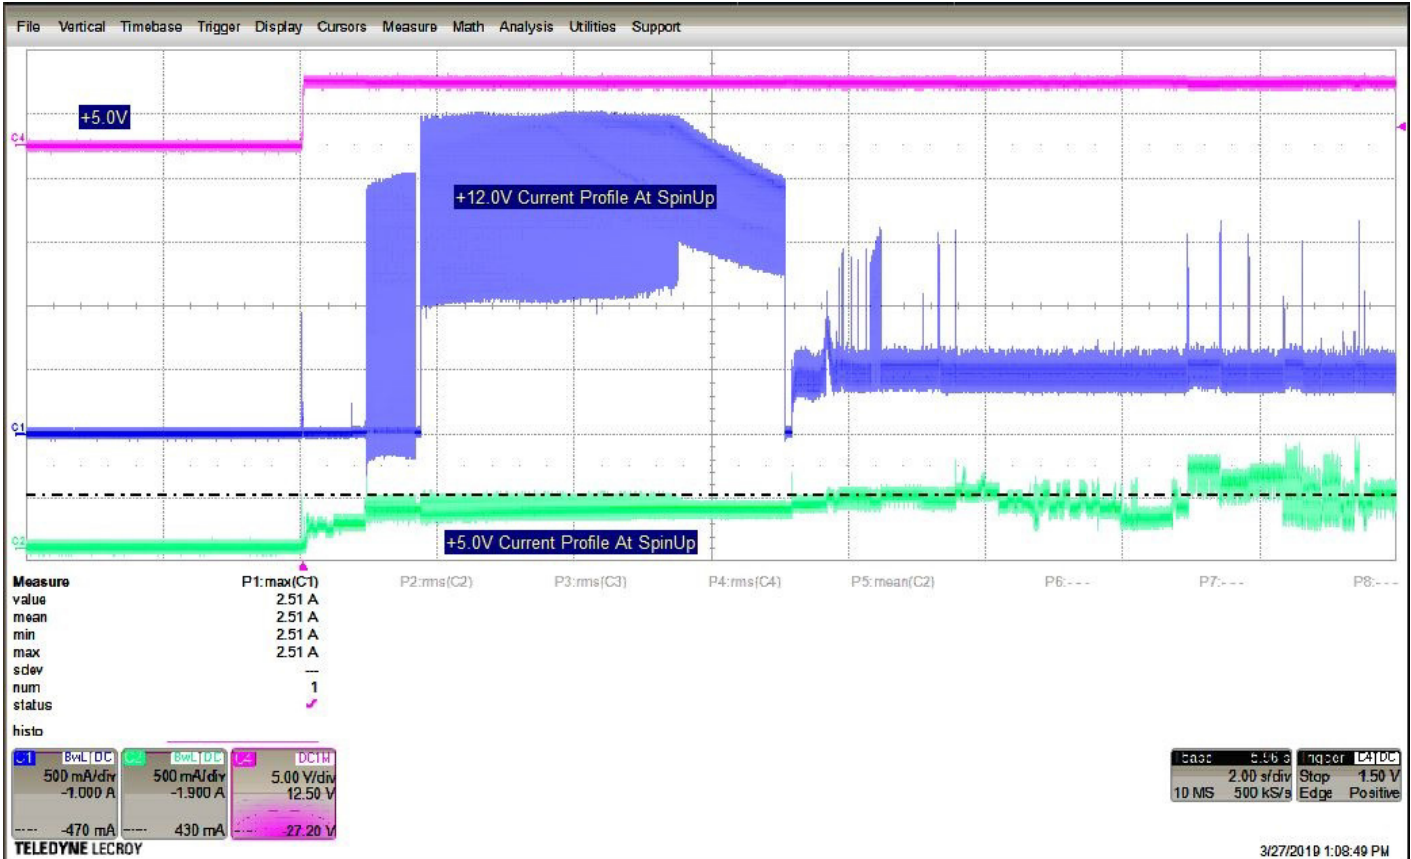 File Vertical Timebase Trigger Display Cursors Measure Math Analysis Utilities Support
+5.0V
C4
+12.0V Current Profile At SpinUp
C1
+5.0V Current Profile At SpinUp
C2
Measure P1:max(C1) P2:rms(C2) P3:rms(C3) P4:rms(C4) P5:mean(C2) P6:--- P7:--- P8:---
value 2.51 A
mean 2.51 A
min 2.51 A
max 2.51 A
sdev ---
num 1
status
histo
C1 BwL DC C2 BwL DC C4 DC1M
500 mA/div 500 mA/div 5.00 V/div
-1.000 A -1.900 A 12.50 V
-470 mA 430 mA -27.20 V
Tbase Trigger C4 DC
2.00 s/div Stop 1.50 V
10 MS 500 kS/s Edge Positive
TELEDYNE LECROY
3/27/2019 1:08:49 PM